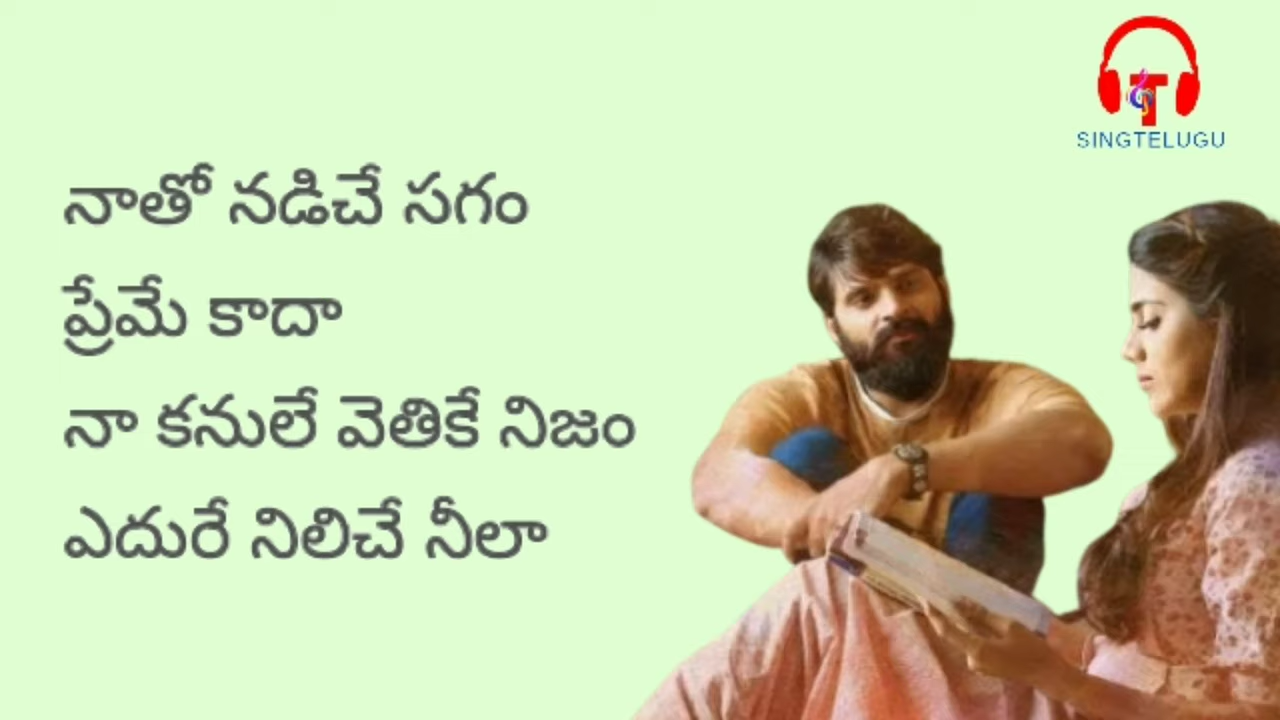 SINGTELUGU
నాతో నడిచే సగం
ప్రేమే కాదా
నా కనులే వెతికే నిజం
ఎదురే నిలిచే నీలా